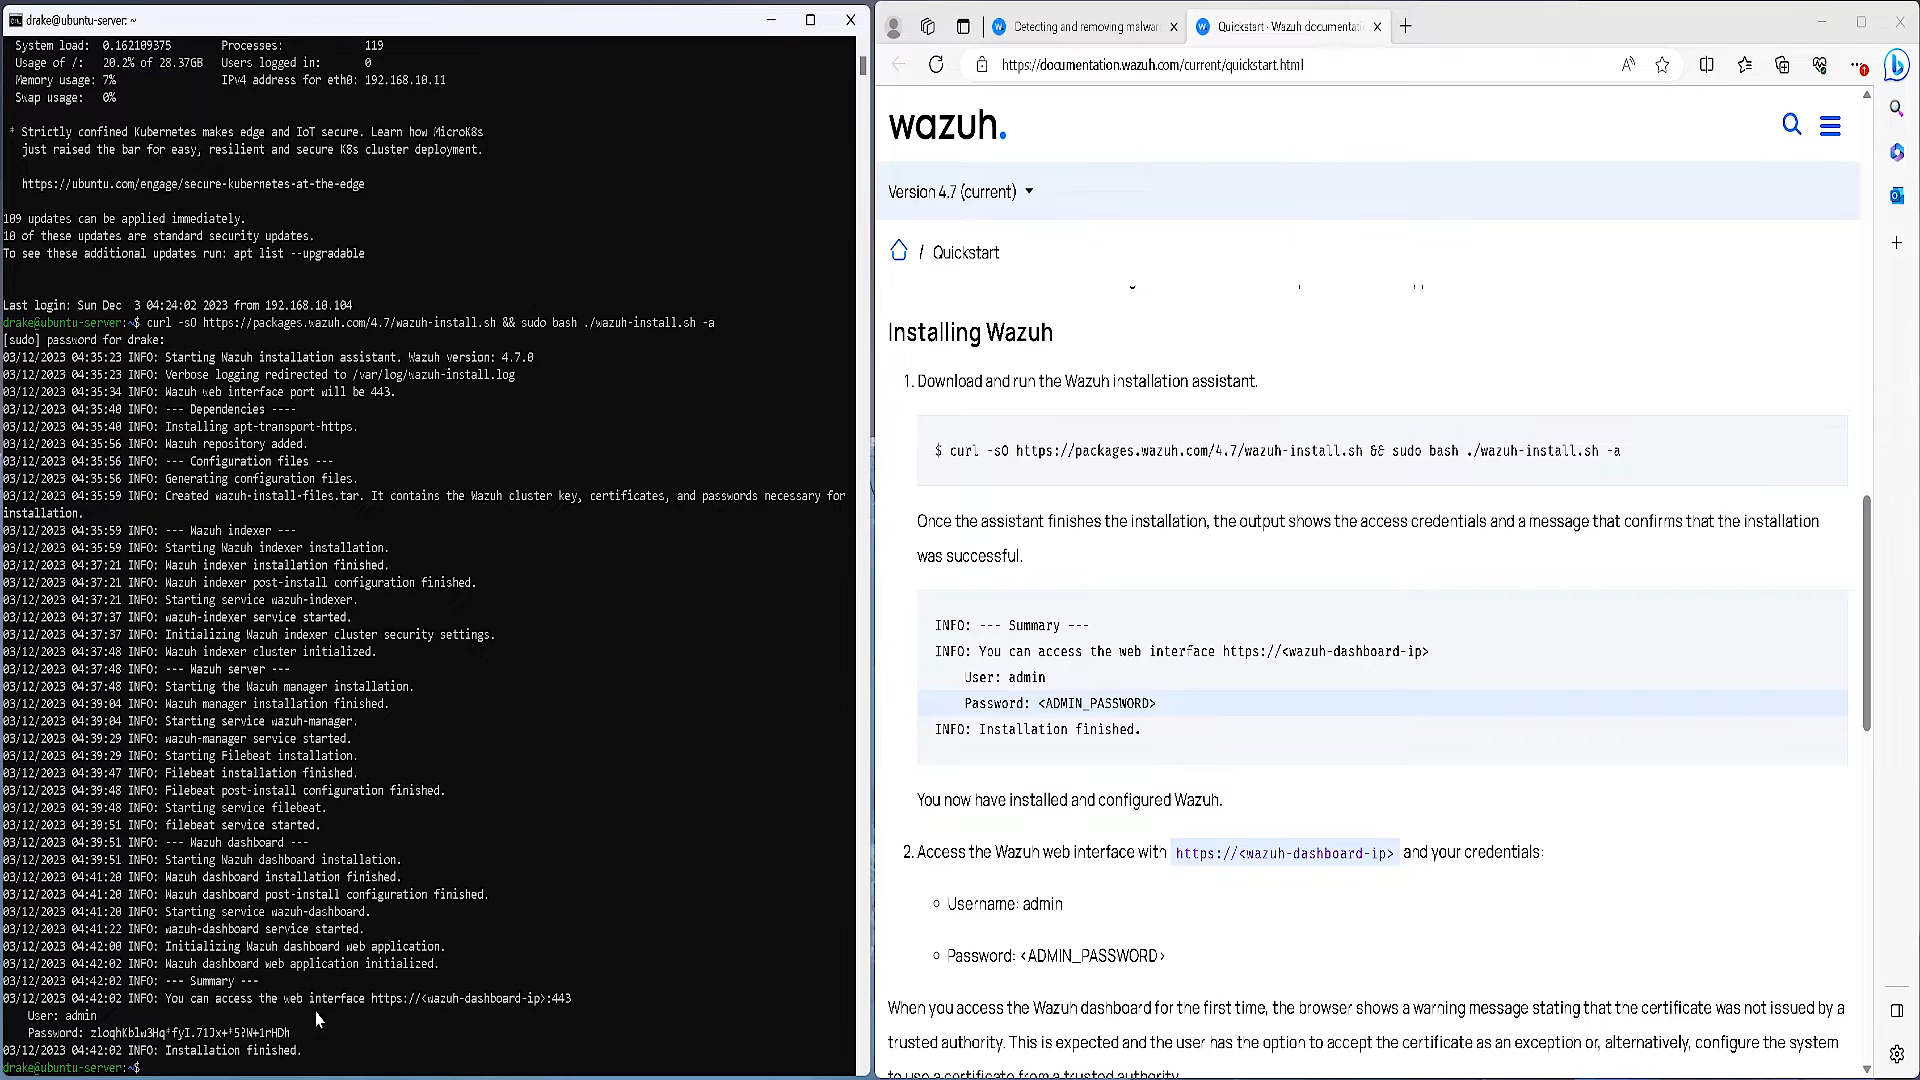 drake@ubuntu-server: ~
System load:  0.162109375        Processes:             119
Usage of /:   20.2% of 28.37GB   Users logged in:       0
Memory usage: 7%                 IPv4 address for eth0: 192.168.10.11
Swap usage:   0%
* Strictly confined Kubernetes makes edge and IoT secure. Learn how MicroK8s
just raised the bar for easy, resilient and secure K8s cluster deployment.
https://ubuntu.com/engage/secure-kubernetes-at-the-edge
109 updates can be applied immediately.
10 of these updates are standard security updates.
To see these additional updates run: apt list --upgradable
Last login: Sun Dec  3 04:24:02 2023 from 192.168.10.104
drake@ubuntu-server:~$ curl -sO https://packages.wazuh.com/4.7/wazuh-install.sh && sudo bash ./wazuh-install.sh -a
[sudo] password for drake:
03/12/2023 04:35:23 INFO: Starting Wazuh installation assistant. Wazuh version: 4.7.0
03/12/2023 04:35:23 INFO: Verbose logging redirected to /var/log/wazuh-install.log
03/12/2023 04:35:34 INFO: Wazuh web interface port will be 443.
03/12/2023 04:35:40 INFO: --- Dependencies ----
03/12/2023 04:35:40 INFO: Installing apt-transport-https.
03/12/2023 04:35:56 INFO: Wazuh repository added.
03/12/2023 04:35:56 INFO: --- Configuration files ---
03/12/2023 04:35:56 INFO: Generating configuration files.
03/12/2023 04:35:59 INFO: Created wazuh-install-files.tar. It contains the Wazuh cluster key, certificates, and passwords necessary for
installation.
03/12/2023 04:35:59 INFO: --- Wazuh indexer ---
03/12/2023 04:35:59 INFO: Starting Wazuh indexer installation.
03/12/2023 04:37:21 INFO: Wazuh indexer installation finished.
03/12/2023 04:37:21 INFO: Wazuh indexer post-install configuration finished.
03/12/2023 04:37:21 INFO: Starting service wazuh-indexer.
03/12/2023 04:37:37 INFO: wazuh-indexer service started.
03/12/2023 04:37:37 INFO: Initializing Wazuh indexer cluster security settings.
03/12/2023 04:37:48 INFO: Wazuh indexer cluster initialized.
03/12/2023 04:37:48 INFO: --- Wazuh server ---
03/12/2023 04:37:48 INFO: Starting the Wazuh manager installation.
03/12/2023 04:39:04 INFO: Wazuh manager installation finished.
03/12/2023 04:39:04 INFO: Starting service wazuh-manager.
03/12/2023 04:39:29 INFO: wazuh-manager service started.
03/12/2023 04:39:29 INFO: Starting Filebeat installation.
03/12/2023 04:39:47 INFO: Filebeat installation finished.
03/12/2023 04:39:48 INFO: Filebeat post-install configuration finished.
03/12/2023 04:39:48 INFO: Starting service filebeat.
03/12/2023 04:39:51 INFO: filebeat service started.
03/12/2023 04:39:51 INFO: --- Wazuh dashboard ---
03/12/2023 04:39:51 INFO: Starting Wazuh dashboard installation.
03/12/2023 04:41:20 INFO: Wazuh dashboard installation finished.
03/12/2023 04:41:20 INFO: Wazuh dashboard post-install configuration finished.
03/12/2023 04:41:20 INFO: Starting service wazuh-dashboard.
03/12/2023 04:41:22 INFO: wazuh-dashboard service started.
03/12/2023 04:42:00 INFO: Initializing Wazuh dashboard web application.
03/12/2023 04:42:02 INFO: Wazuh dashboard web application initialized.
03/12/2023 04:42:02 INFO: --- Summary ---
03/12/2023 04:42:02 INFO: You can access the web interface https://<wazuh-dashboard-ip>:443
User: admin
Password:
03/12/2023 04:42:02 INFO: Installation finished.
drake@ubuntu-server:~$
Detecting and removing malwar
Quickstart · Wazuh documentati
https://documentation.wazuh.com/current/quickstart.html
wazuh.
Version 4.7 (current)
/ Quickstart
Installing Wazuh
1. Download and run the Wazuh installation assistant.
$ curl -sO https://packages.wazuh.com/4.7/wazuh-install.sh && sudo bash ./wazuh-install.sh -a
Once the assistant finishes the installation, the output shows the access credentials and a message that confirms that the installation
was successful.
INFO: --- Summary ---
INFO: You can access the web interface https://<wazuh-dashboard-ip>
User: admin
Password: <ADMIN_PASSWORD>
INFO: Installation finished.
You now have installed and configured Wazuh.
2. Access the Wazuh web interface with https://<wazuh-dashboard-ip> and your credentials:
Username: admin
Password: <ADMIN_PASSWORD>
When you access the Wazuh dashboard for the first time, the browser shows a warning message stating that the certificate was not issued by a
trusted authority. This is expected and the user has the option to accept the certificate as an exception or, alternatively, configure the system
to use a certificate from a trusted authority.